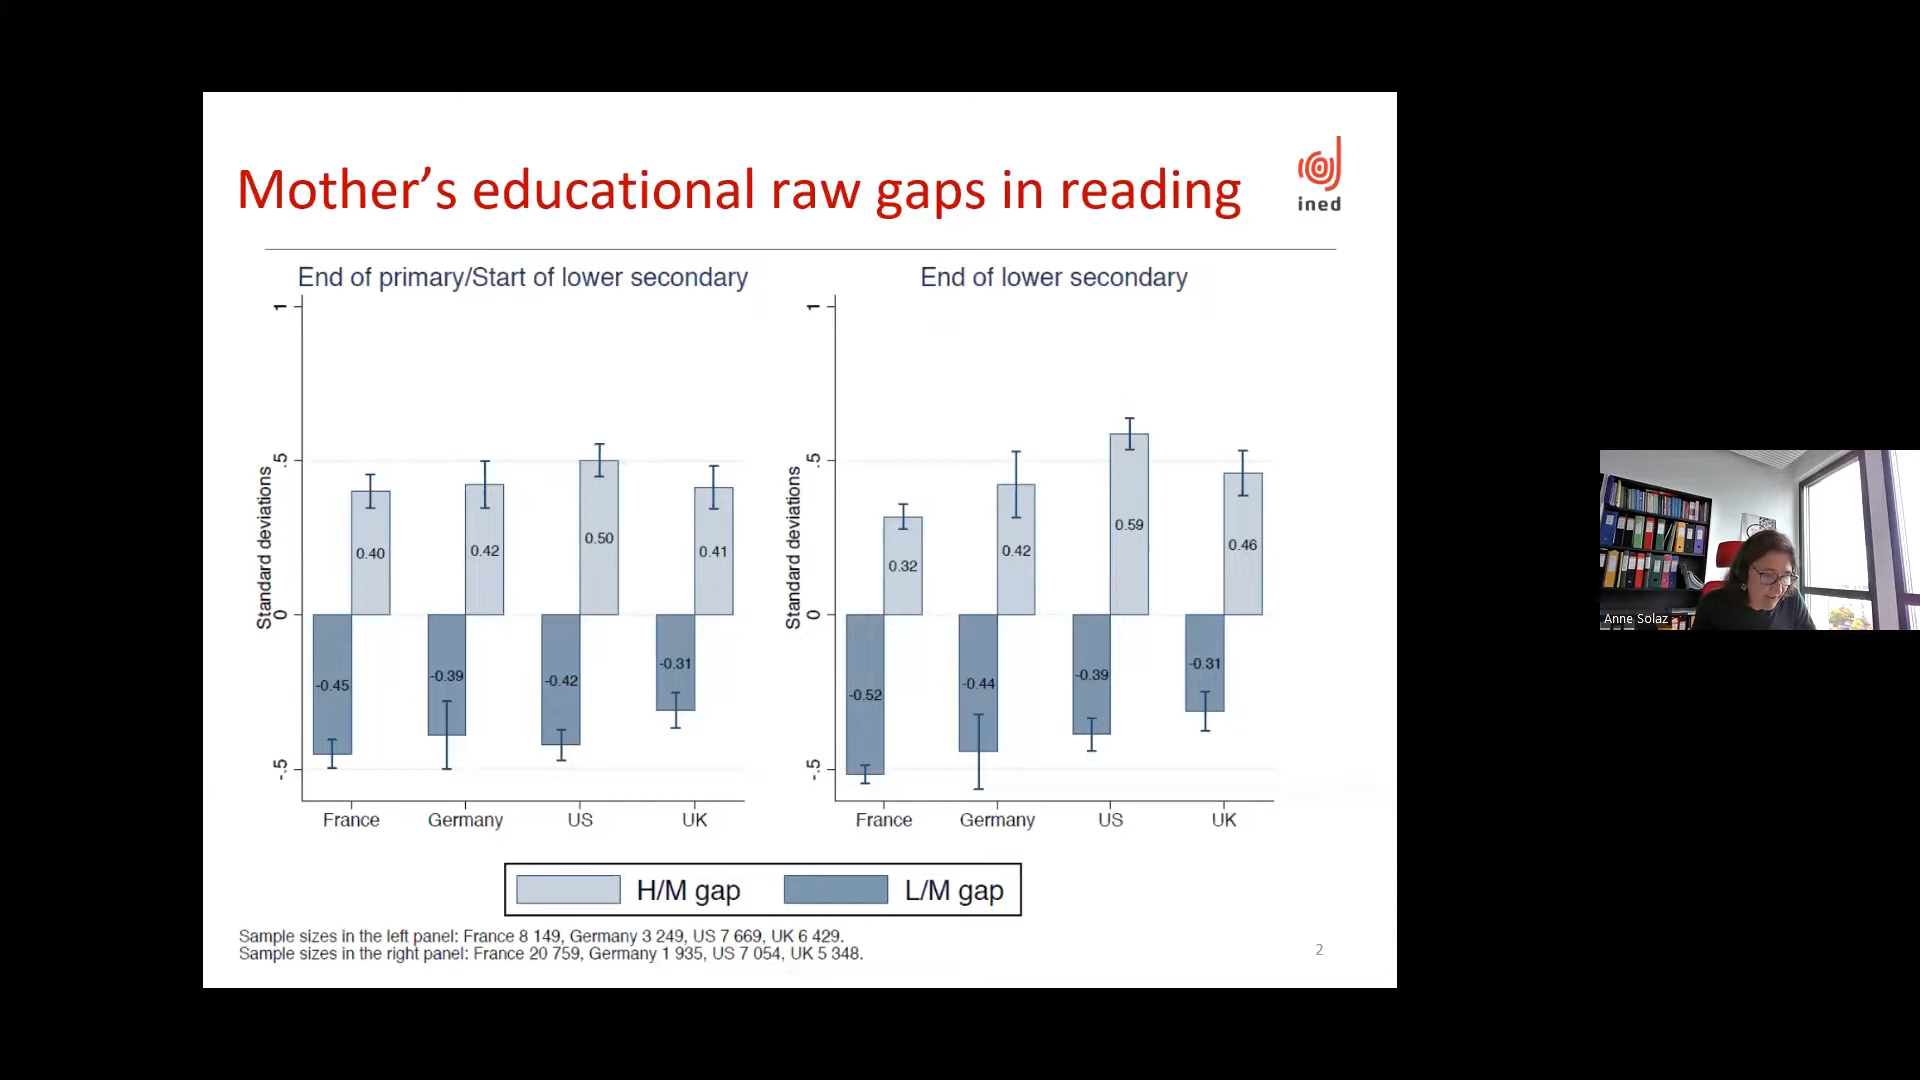 Mother’s educational raw gaps in reading
ined
End of primary/Start of lower secondary
End of lower secondary
Standard deviations
1
.5
0
-.5
0.40
0.42
0.50
0.41
-0.45
-0.39
-0.42
-0.31
France Germany US UK
Standard deviations
1
.5
0
-.5
0.32
0.42
0.59
0.46
-0.52
-0.44
-0.39
-0.31
France Germany US UK
H/M gap L/M gap
Sample sizes in the left panel: France 8 149, Germany 3 249, US 7 669, UK 6 429.
Sample sizes in the right panel: France 20 759, Germany 1 935, US 7 054, UK 5 348.
2
Anne Solaz